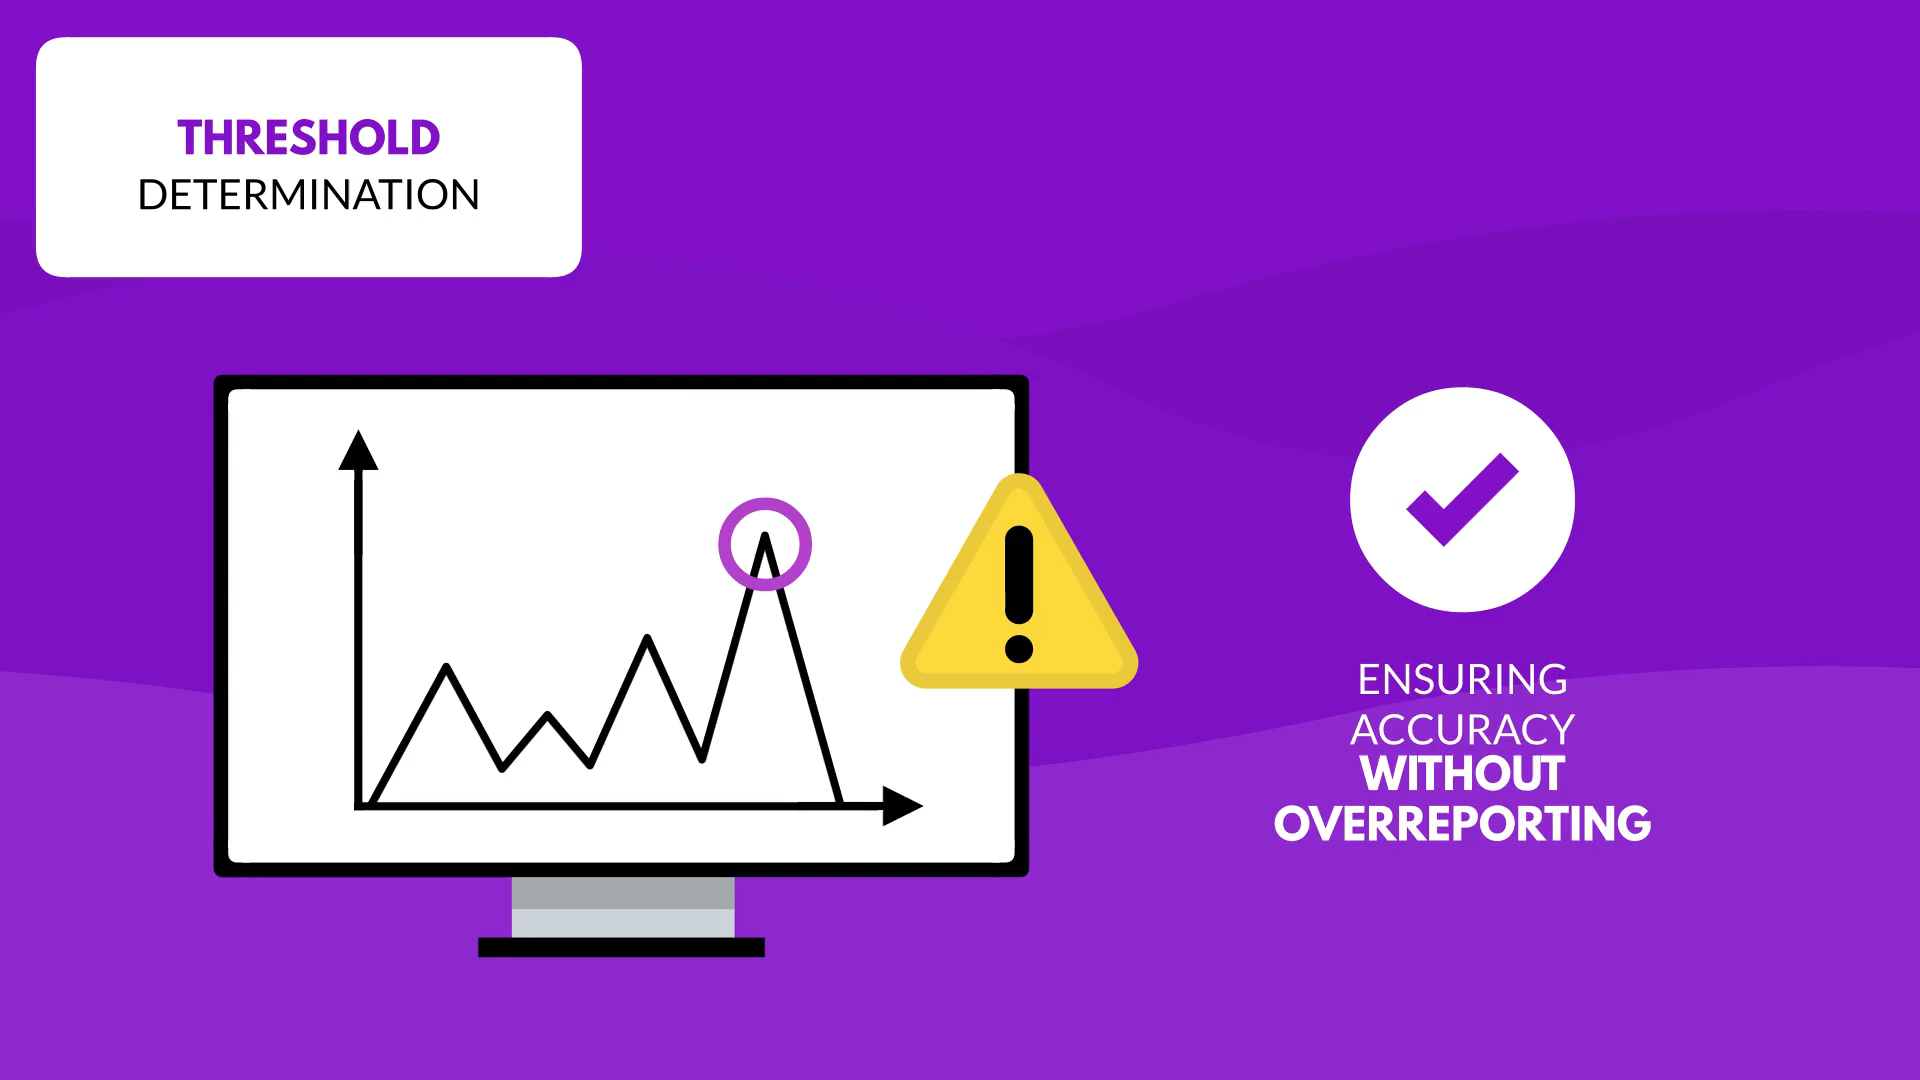 THRESHOLD
DETERMINATION
ENSURING
ACCURACY
WITHOUT
OVERREPORTING